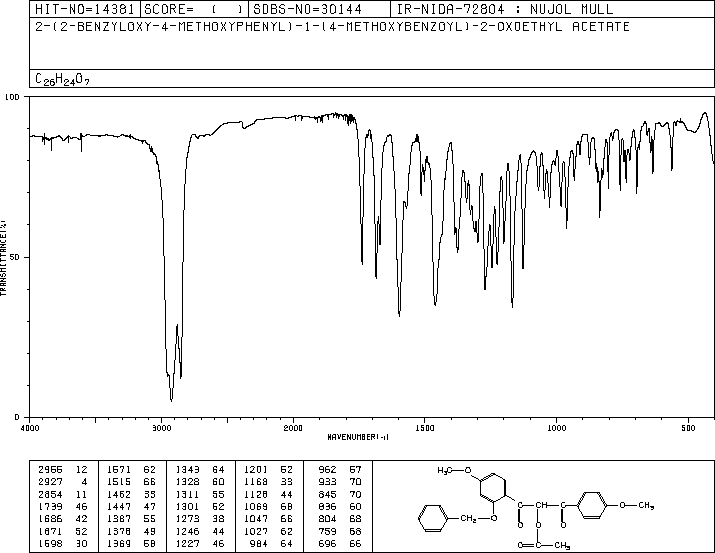 HIT-NO=14381 SCORE= ( ) SDBS-NO=30144 IR-NIDA-72804 : NUJOL MULL
2-(2-BENZYLOXY-4-METHOXYPHENYL)-1-(4-METHOXYBENZOYL)-2-OXOETHYL ACETATE
C26H24O7
100
50
0
TRANSMITTANCE(%)
4000 3000 2000 1500 1000 500
WAVENUMBER(-1)
2955 12 1571 62 1343 64 1201 52 962 57
2927 4 1515 66 1328 60 1168 33 933 70
2854 11 1462 35 1311 55 1128 44 845 70
1739 46 1447 47 1301 52 1069 68 836 60
1686 42 1387 55 1273 38 1047 66 804 68
1671 52 1378 49 1246 44 1027 62 759 68
1598 30 1369 58 1227 46 984 64 696 66
H3C O
CH2 O O O O O CH3
O C CH3